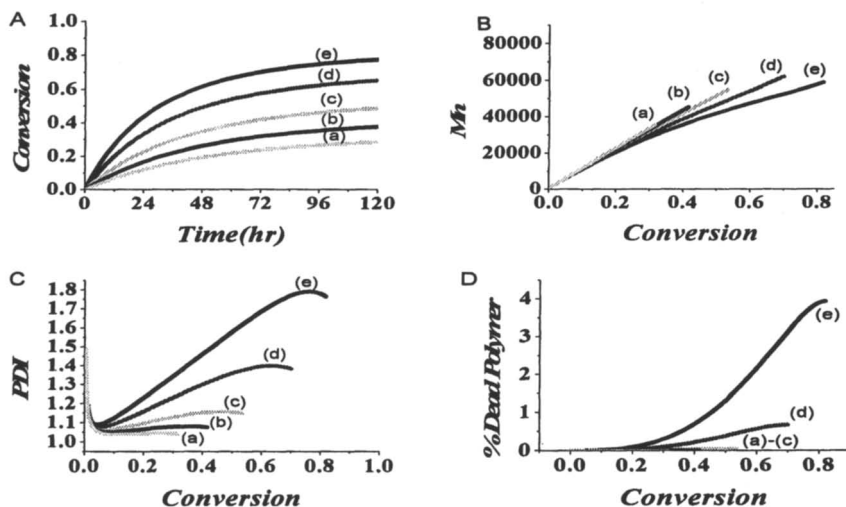 A
1.0
0.8
0.6
0.4
0.2
0.0
Conversion
(e)
(d)
(c)
(b)
(a)
0 24 48 72 96 120
Time(hr)
B
80000
60000
40000
20000
0
Mn
(a) (b) (c) (d) (e)
0.0 0.2 0.4 0.6 0.8
Conversion
C
1.8
1.7
1.6
1.5
1.4
1.3
1.2
1.1
1.0
PDI
(e)
(d)
(c)
(b)
(a)
0.0 0.2 0.4 0.6 0.8 1.0
Conversion
D
4
3
2
1
0
%Dead Polymer
(e)
(d)
(a)-(c)
0.0 0.2 0.4 0.6 0.8
Conversion